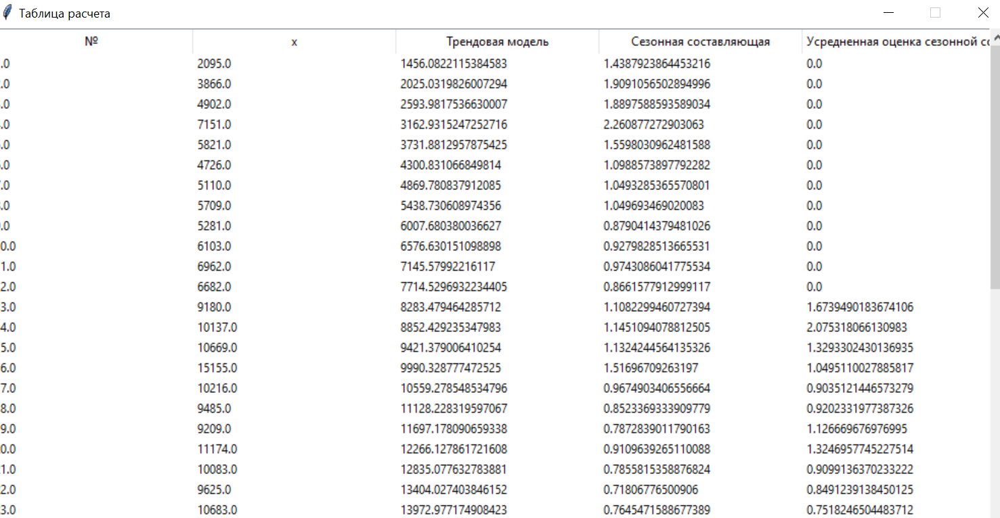 Таблица расчета
№ x Трендовая модель Сезонная составляющая Усредненная оценка сезонной сс
.0 2095.0 1456.0822115384583 1.4387923864453216 0.0
.0 3866.0 2025.0319826007294 1.9091056502894996 0.0
.0 4902.0 2593.9817536630007 1.8897588593589034 0.0
.0 7151.0 3162.9315247252716 2.260877272903063 0.0
.0 5821.0 3731.8812957875425 1.5598030962481588 0.0
.0 4726.0 4300.831066849814 1.0988573897792282 0.0
.0 5110.0 4869.780837912085 1.0493285365570801 0.0
.0 5709.0 5438.730608974356 1.049693469020083 0.0
.0 5281.0 6007.680380036627 0.8790414379481026 0.0
0.0 6103.0 6576.630151098898 0.9279828513665531 0.0
1.0 6962.0 7145.57992216117 0.9743086041775534 0.0
2.0 6682.0 7714.5296932234405 0.8661577912999117 0.0
3.0 9180.0 8283.479464285712 1.1082299460727394 1.6739490183674106
4.0 10137.0 8852.429235347983 1.1451094078812505 2.075318066130983
5.0 10669.0 9421.379006410254 1.1324244564135326 1.3293302430136935
6.0 15155.0 9990.328777472525 1.51696709263197 1.0495110027885817
7.0 10216.0 10559.278548534796 0.9674903406556664 0.9035121446573279
8.0 9485.0 11128.228319597067 0.8523369333909779 0.9202331977387326
9.0 9209.0 11697.178090659338 0.7872839011790163 1.126669676976995
0.0 11174.0 12266.127861721608 0.9109639265110088 1.3246957745227514
1.0 10083.0 12835.077632783881 0.7855815358876824 0.9099136370233222
2.0 9625.0 13404.027403846152 0.71806776500906 0.8491239138450125
3.0 10683.0 13972.977174908423 0.7645471588677389 0.7518246504483712